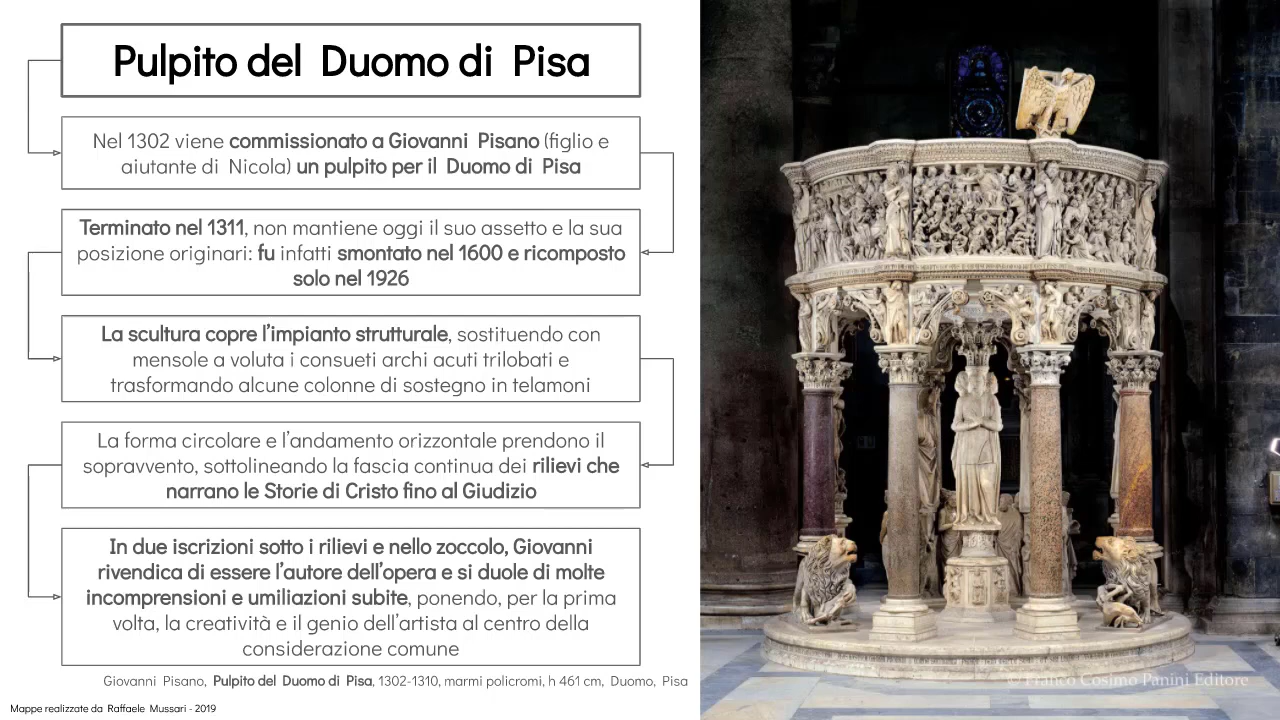 Pulpito del Duomo di Pisa
Nel 1302 viene commissionato a Giovanni Pisano (figlio e
aiutante di Nicola) un pulpito per il Duomo di Pisa
Terminato nel 1311, non mantiene oggi il suo assetto e la sua
posizione originari: fu infatti smontato nel 1600 e ricomposto
solo nel 1926
La scultura copre l'impianto strutturale, sostituendo con
mensole a voluta i consueti archi acuti trilobati e
trasformando alcune colonne di sostegno in telamoni
La forma circolare e l'andamento orizzontale prendono il
sopravvento, sottolineando la fascia continua dei rilievi che
narrano le Storie di Cristo fino al Giudizio
In due iscrizioni sotto i rilievi e nello zoccolo, Giovanni
rivendica di essere l'autore dell'opera e si duole di molte
incomprensioni e umiliazioni subite, ponendo, per la prima
volta, la creatività e il genio dell'artista al centro della
considerazione comune
Giovanni Pisano, Pulpito del Duomo di Pisa, 1302-1310, marmi policromi, h 461 cm, Duomo, Pisa
Mappe realizzate da Raffaele Mussari - 2019
© Franco Cosimo Panini Editore